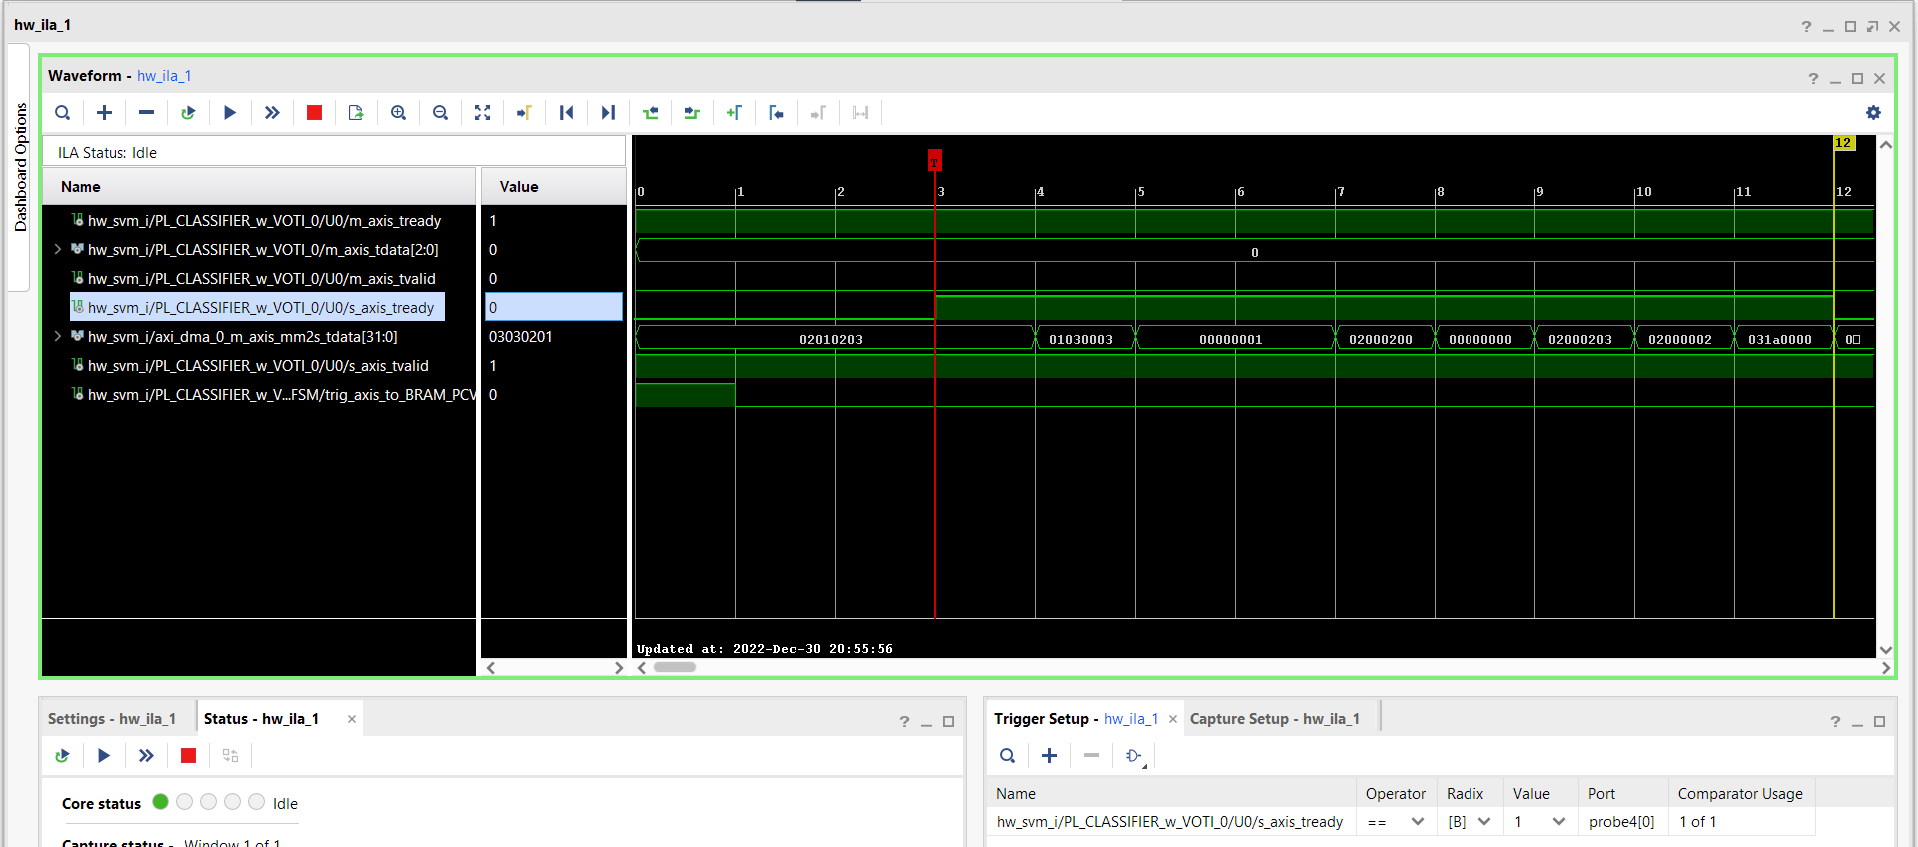 hw_ila_1
Dashboard Options
Waveform - hw_ila_1
ILA Status: Idle
Name Value
hw_svm_i/PL_CLASSIFIER_w_VOTI_0/U0/m_axis_tready 1
hw_svm_i/PL_CLASSIFIER_w_VOTI_0/m_axis_tdata[2:0] 0
hw_svm_i/PL_CLASSIFIER_w_VOTI_0/U0/m_axis_tvalid 0
hw_svm_i/PL_CLASSIFIER_w_VOTI_0/U0/s_axis_tready 0
hw_svm_i/axi_dma_0_m_axis_mm2s_tdata[31:0] 03030201
hw_svm_i/PL_CLASSIFIER_w_VOTI_0/U0/s_axis_tvalid 1
hw_svm_i/PL_CLASSIFIER_w_V...FSM/trig_axis_to_BRAM_PCV 0
12
T
0 1 2 3 4 5 6 7 8 9 10 11 12
0
02010203 01030003 00000001 02000200 00000000 02000203 02000002 031a0000 0
Updated at: 2022-Dec-30 20:55:56
Settings - hw_ila_1 Status - hw_ila_1
Core status Idle
Capture status - Window 1 of 1
Trigger Setup - hw_ila_1 Capture Setup - hw_ila_1
Name Operator Radix Value Port Comparator Usage
hw_svm_i/PL_CLASSIFIER_w_VOTI_0/U0/s_axis_tready == [B] 1 probe4[0] 1 of 1